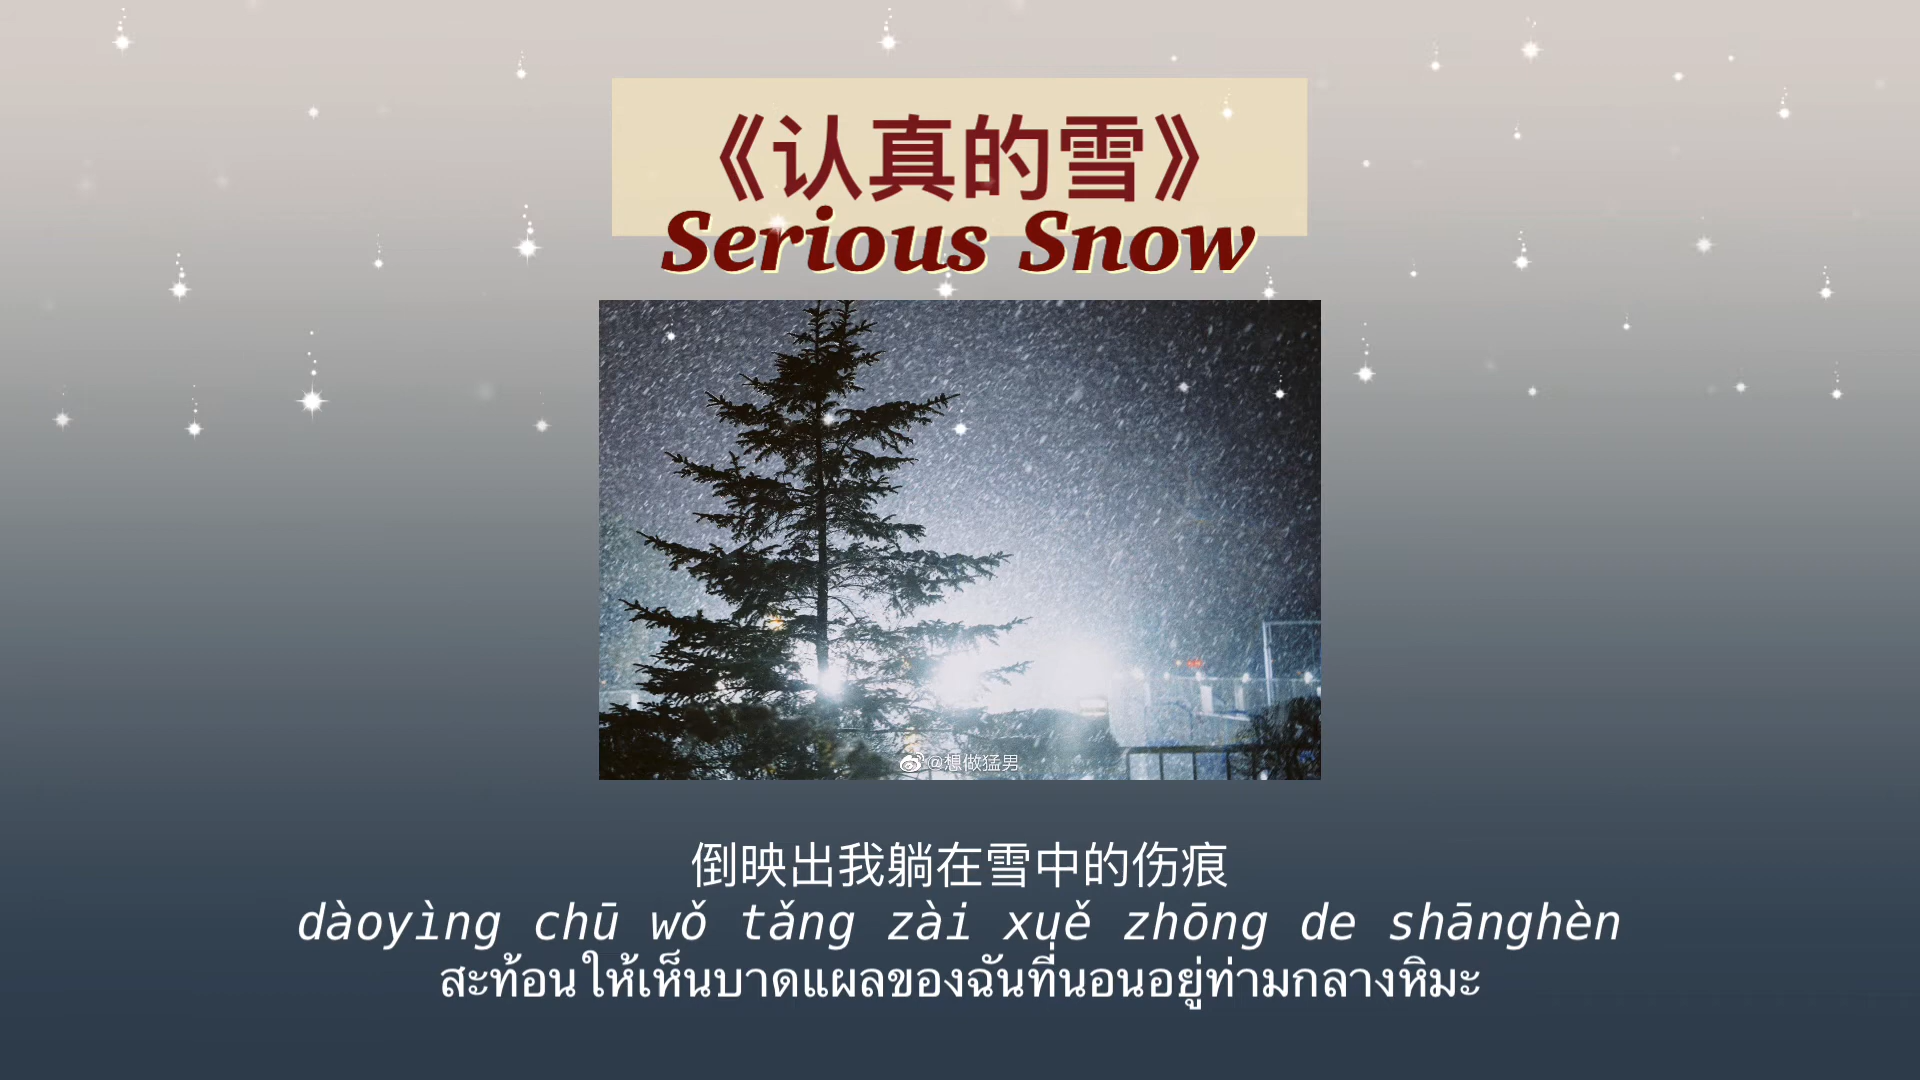 《认真的雪》
Serious Snow
@想做猛男
倒映出我躺在雪中的伤痕
dàoyìng chū wǒ tǎng zài xuě zhōng de shānghèn
สะท้อนให้เห็นบาดแผลของฉันที่นอนอยู่ท่ามกลางหิมะ